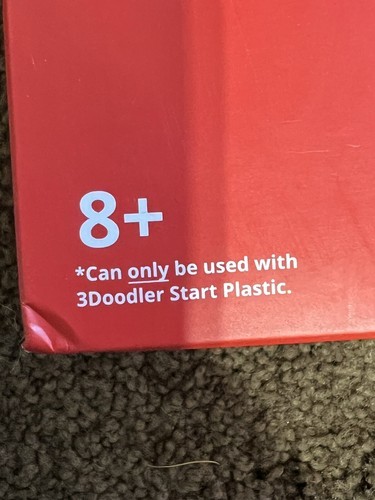 8+
*Can only be used with
3Doodler Start Plastic.